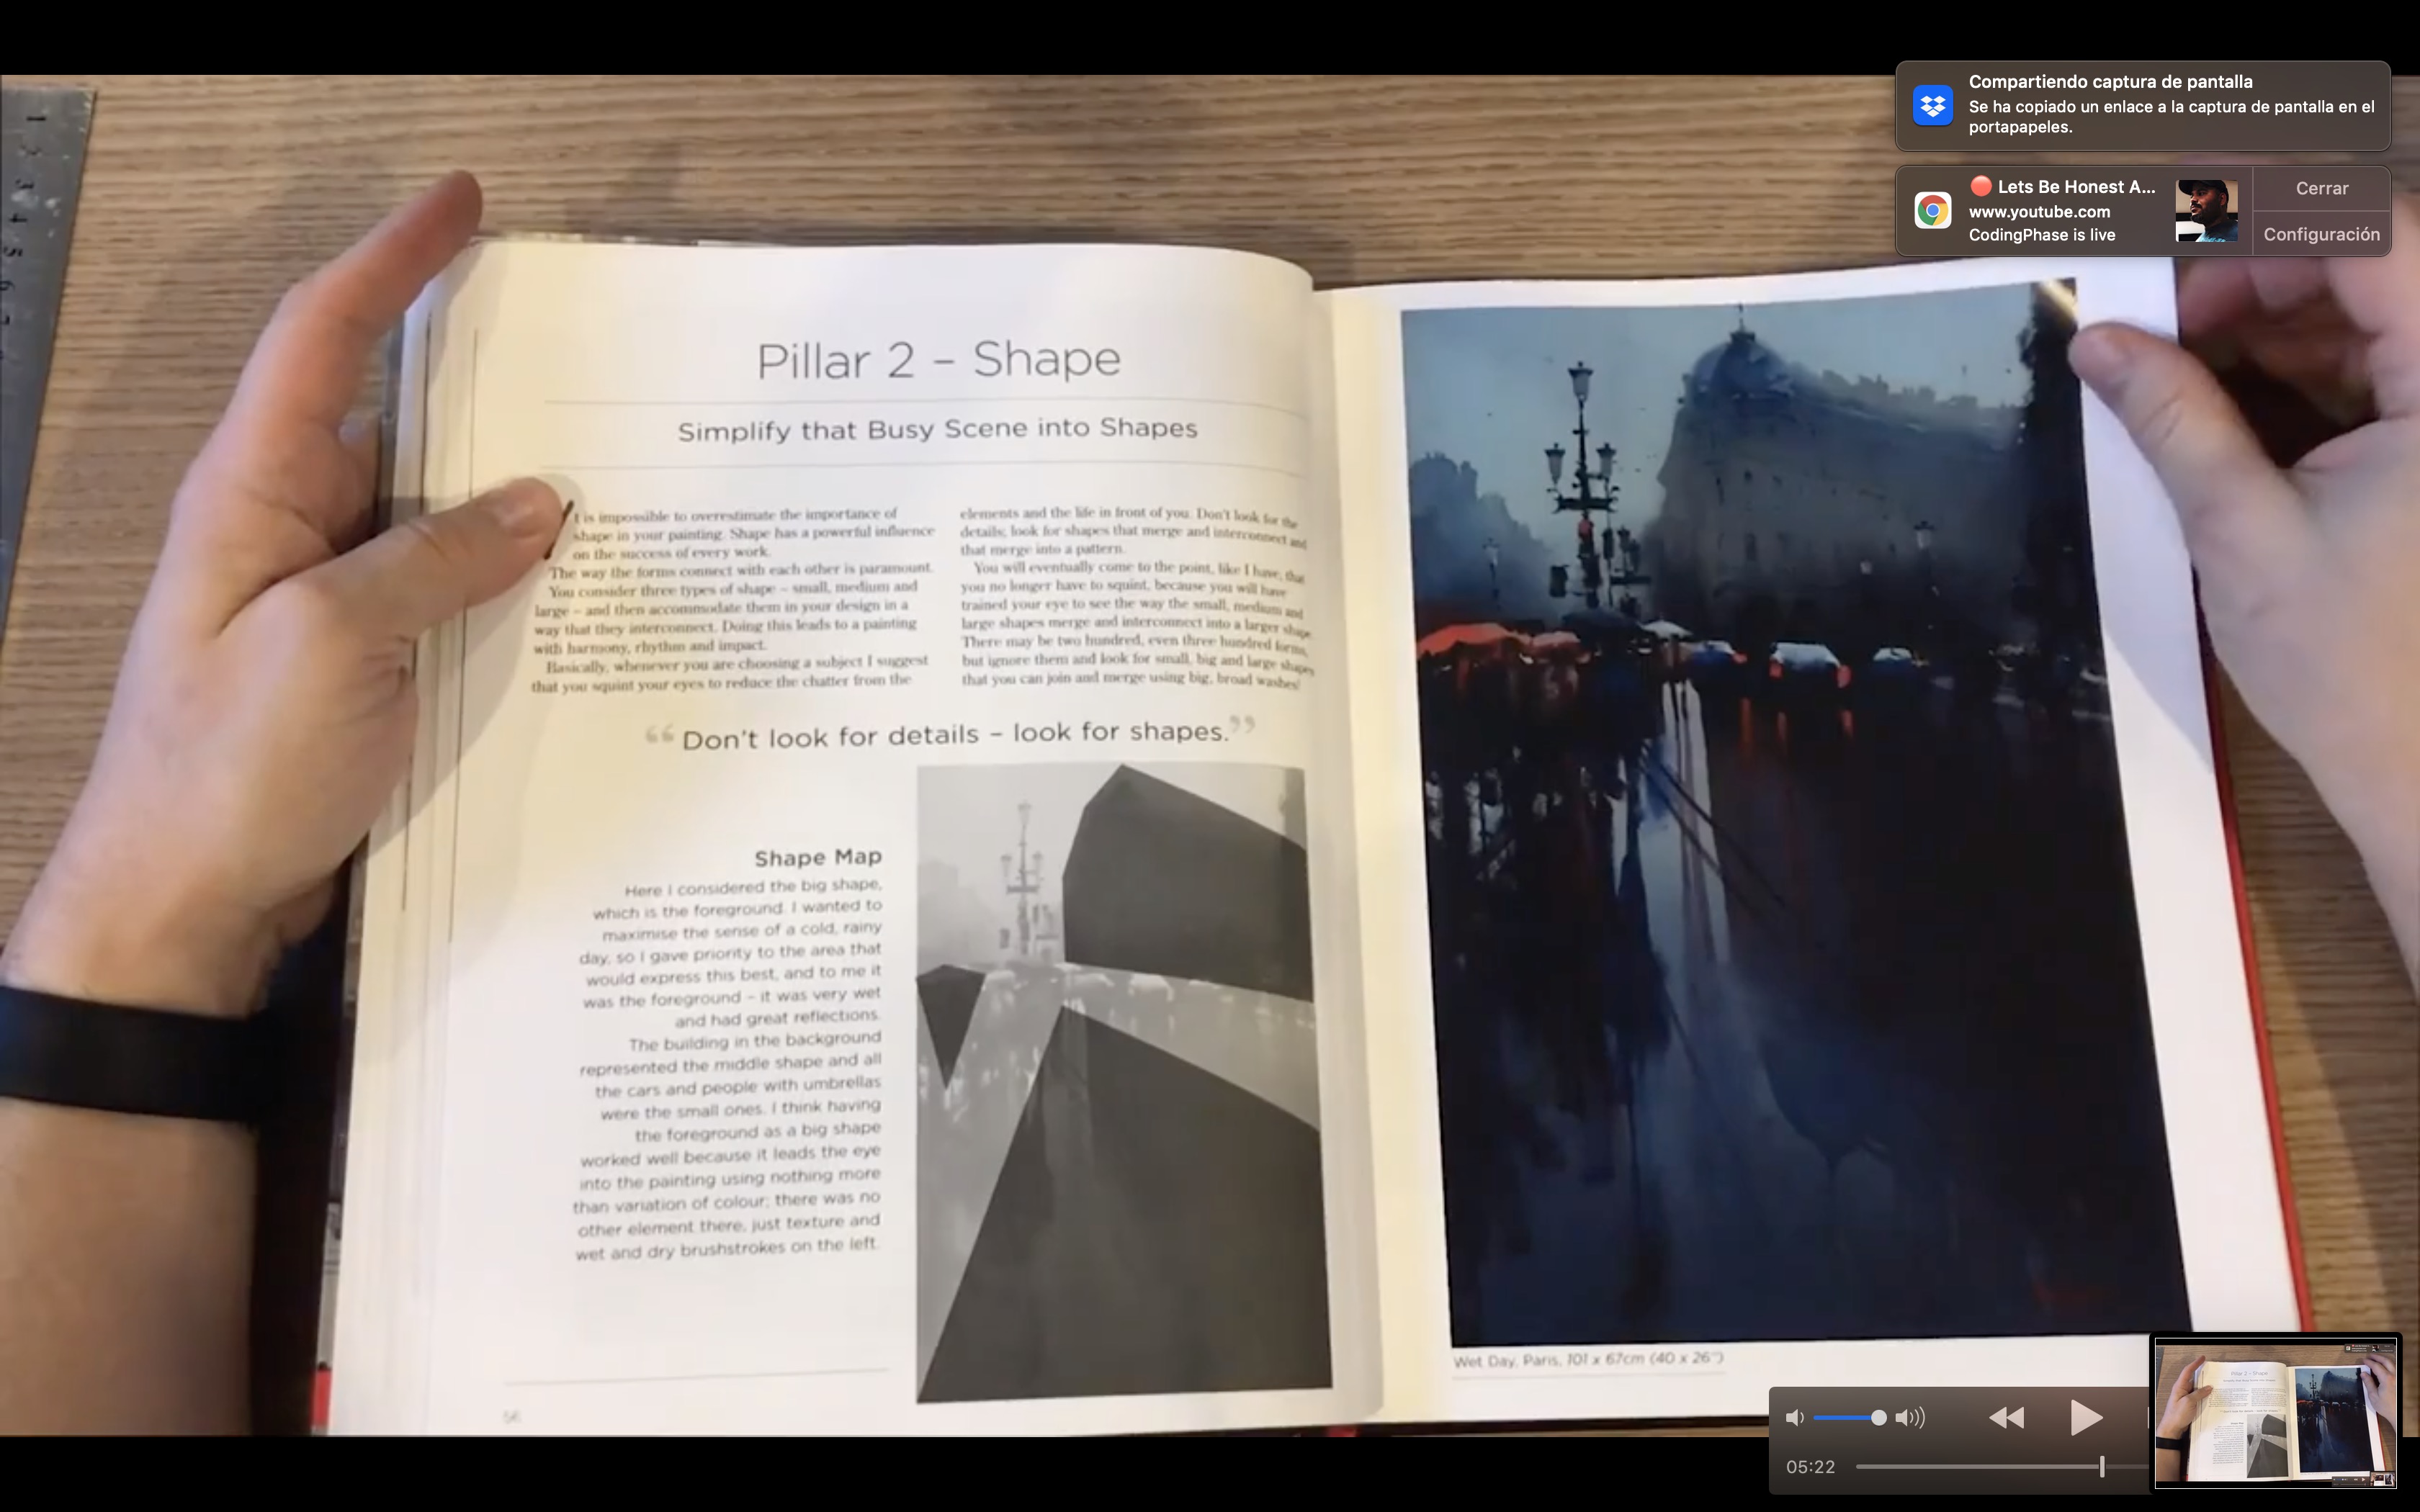 Compartiendo captura de pantalla
Se ha copiado un enlace a la captura de pantalla en el
portapapeles.
Lets Be Honest A...
www.youtube.com
CodingPhase is live
Cerrar
Configuración
Pillar 2 – Shape
Simplify that Busy Scene into Shapes
It is impossible to overestimate the importance of
shape in your painting. Shape has a powerful influence
on the success of every work.
The way the forms connect with each other is paramount.
You consider three types of shape – small, medium and
large – and then accommodate them in your design in a
way that they interconnect. Doing this leads to a painting
with harmony, rhythm and impact.
Basically, whenever you are choosing a subject I suggest
that you squint your eyes to reduce the chatter from the
elements and the life in front of you. Don't look for the
details; look for shapes that merge and interconnect and
that merge into a pattern.
You will eventually come to the point, like I have, that
you no longer have to squint, because you will have
trained your eye to see the way the small, medium and
large shapes merge and interconnect into a larger shape.
There may be two hundred, even three hundred forms,
but ignore them and look for small, big and large shapes
that you can join and merge using big, broad washes!
“Don't look for details – look for shapes.”
Shape Map
Here I considered the big shape,
which is the foreground. I wanted to
maximise the sense of a cold, rainy
day, so I gave priority to the area that
would express this best, and to me it
was the foreground – it was very wet
and had great reflections.
The building in the background
represented the middle shape and all
the cars and people with umbrellas
were the small ones. I think having
the foreground as a big shape
worked well because it leads the eye
into the painting using nothing more
than variation of colour; there was no
other element there, just texture and
wet and dry brushstrokes on the left.
56
Wet Day, Paris, 101 x 67cm (40 x 26")
05:22